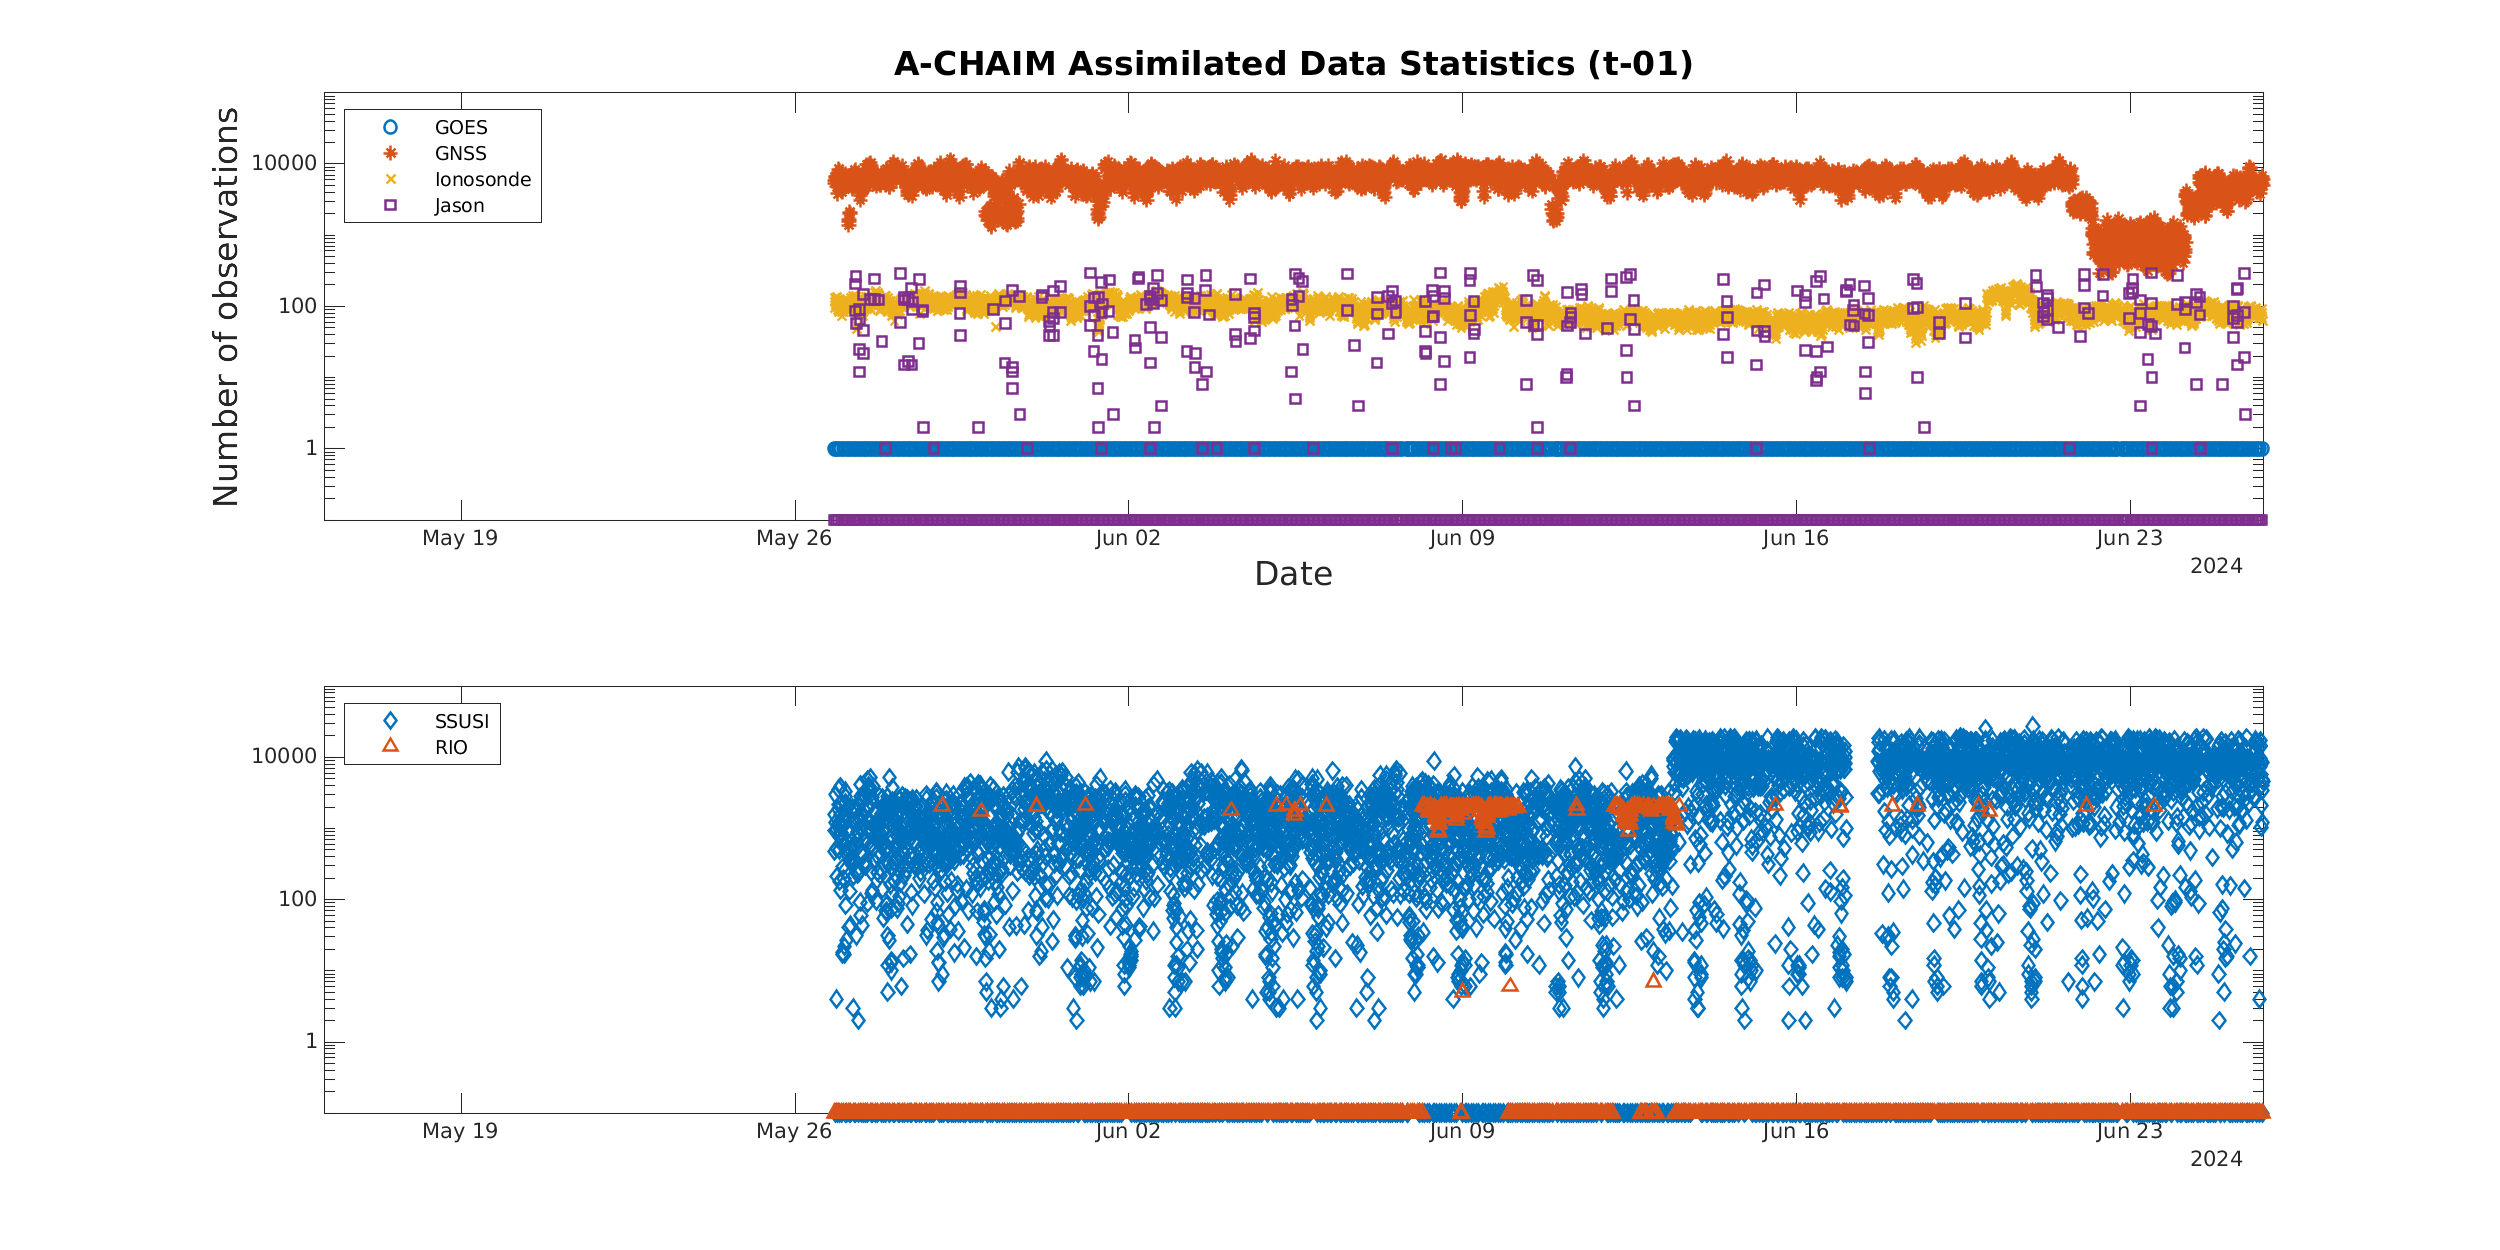 A-CHAIM Assimilated Data Statistics (t-01)
Number of observations
10000
100
1
GOES
GNSS
Ionosonde
Jason
May 19
May 26
Jun 02
Jun 09
Jun 16
Jun 23
2024
Date
10000
100
1
SSUSI
RIO
May 19
May 26
Jun 02
Jun 09
Jun 16
Jun 23
2024